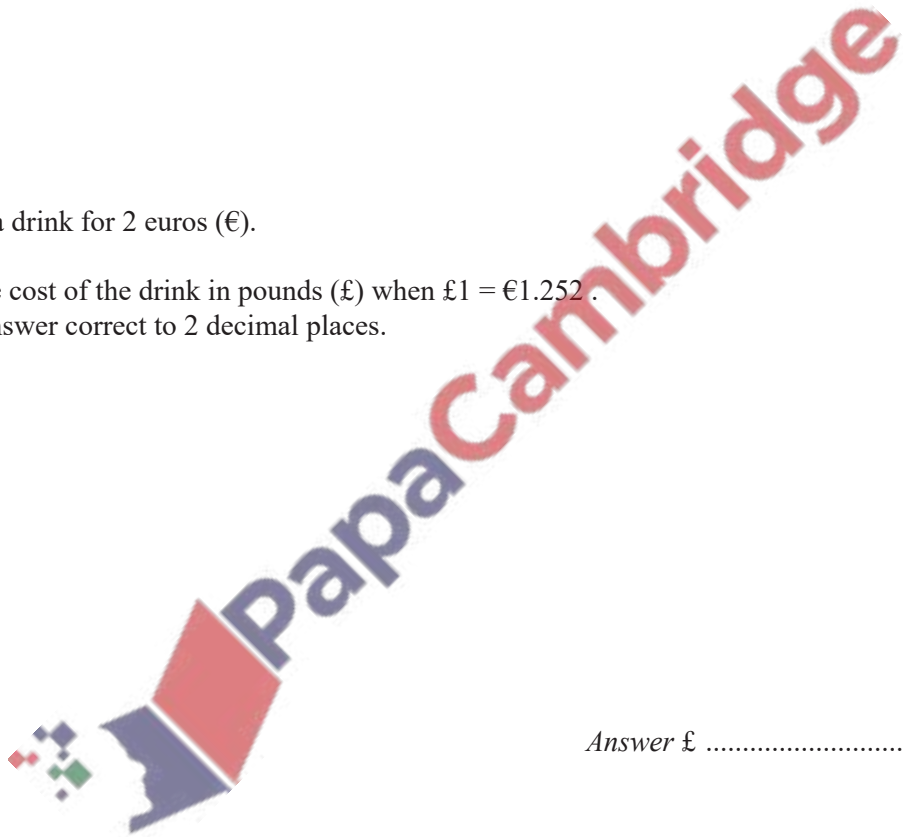 a drink for 2 euros (€).
cost of the drink in pounds (£) when £1 = €1.252 .
nswer correct to 2 decimal places.
PapaCambridge
Answer £ ...........................